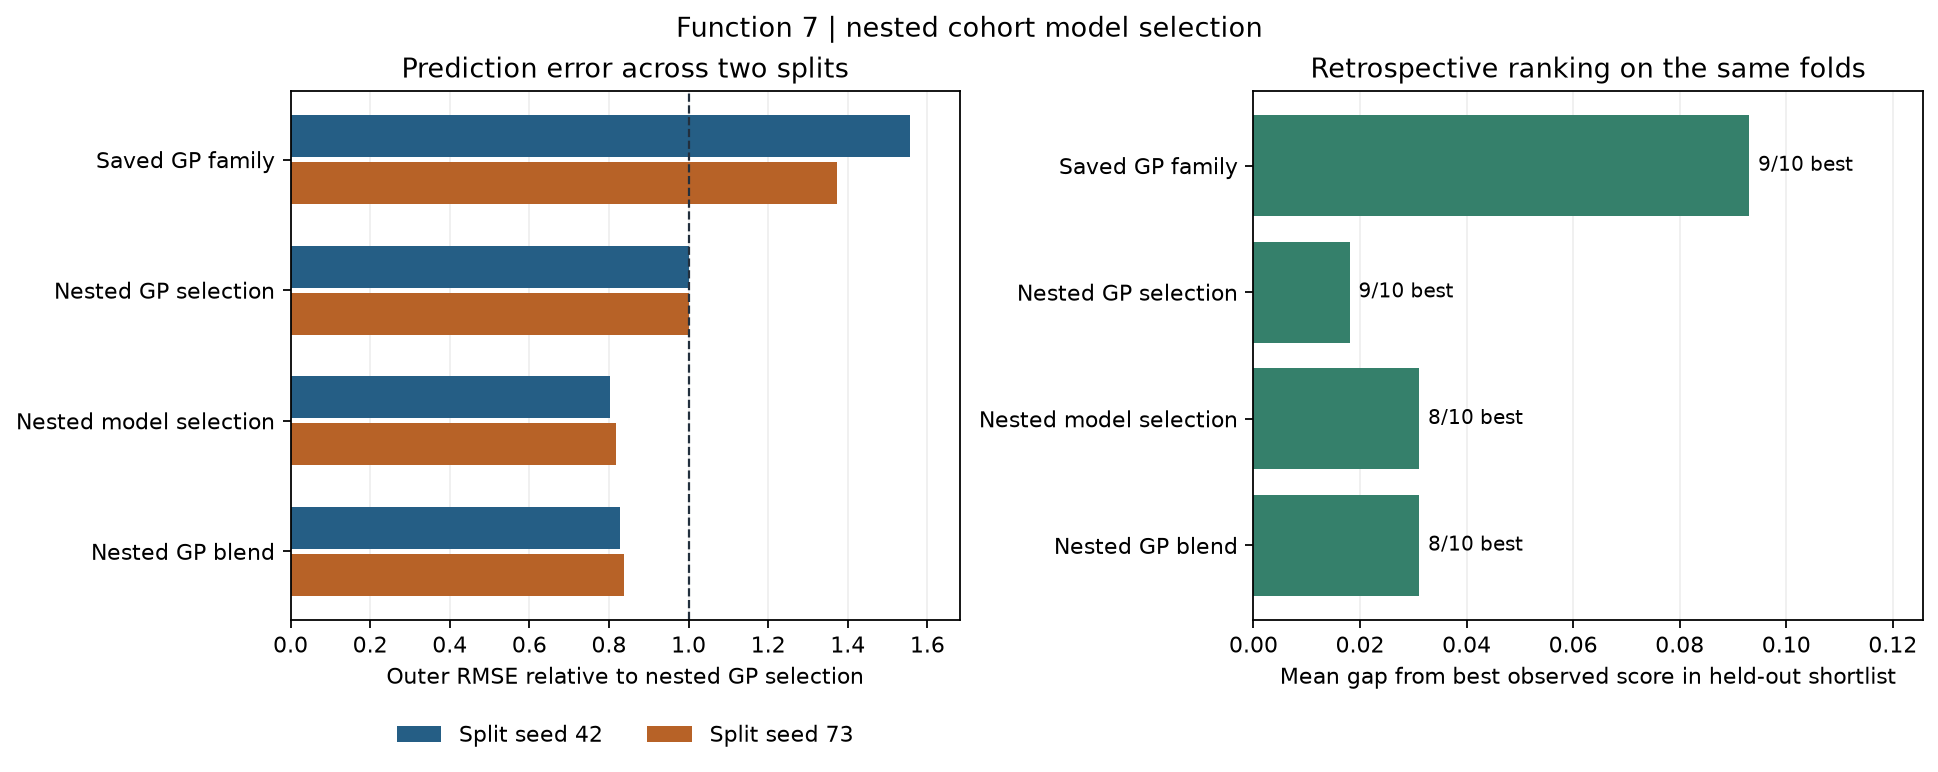 Function 7 | nested cohort model selection
Prediction error across two splits
Saved GP family
Nested GP selection
Nested model selection
Nested GP blend
0.0 0.2 0.4 0.6 0.8 1.0 1.2 1.4 1.6
Outer RMSE relative to nested GP selection
Split seed 42 Split seed 73
Retrospective ranking on the same folds
Saved GP family 9/10 best
Nested GP selection 9/10 best
Nested model selection 8/10 best
Nested GP blend 8/10 best
0.00 0.02 0.04 0.06 0.08 0.10 0.12
Mean gap from best observed score in held-out shortlist